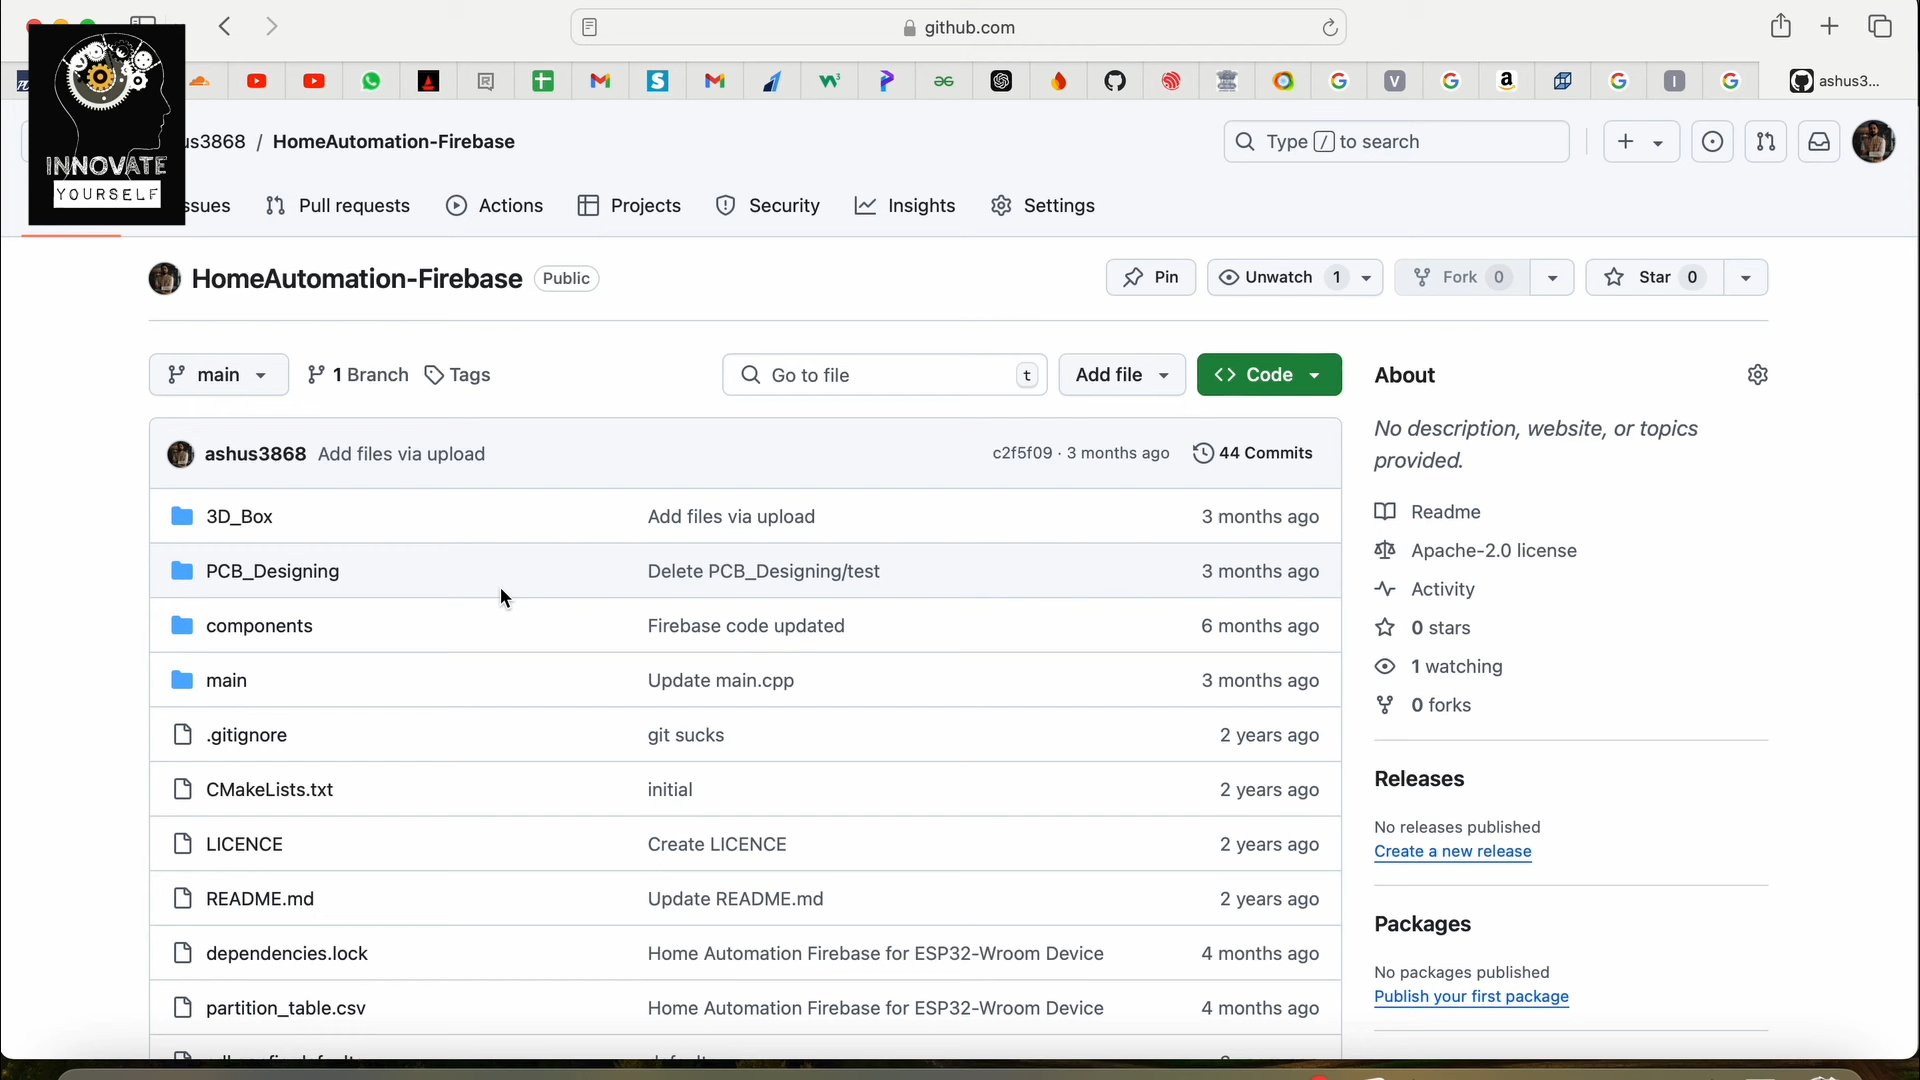 github.com
ashus3...
INNOVATE
YOURSELF
us3868 / HomeAutomation-Firebase
Type / to search
ssues
Pull requests
Actions
Projects
Security
Insights
Settings
HomeAutomation-Firebase
Public
Pin
Unwatch 1
Fork 0
Star 0
main
1 Branch
Tags
Go to file
t
Add file
<> Code
ashus3868 Add files via upload
c2f5f09 · 3 months ago
44 Commits
3D_Box Add files via upload 3 months ago
PCB_Designing Delete PCB_Designing/test 3 months ago
components Firebase code updated 6 months ago
main Update main.cpp 3 months ago
.gitignore git sucks 2 years ago
CMakeLists.txt initial 2 years ago
LICENCE Create LICENCE 2 years ago
README.md Update README.md 2 years ago
dependencies.lock Home Automation Firebase for ESP32-Wroom Device 4 months ago
partition_table.csv Home Automation Firebase for ESP32-Wroom Device 4 months ago
About
No description, website, or topics
provided.
Readme
Apache-2.0 license
Activity
0 stars
1 watching
0 forks
Releases
No releases published
Create a new release
Packages
No packages published
Publish your first package